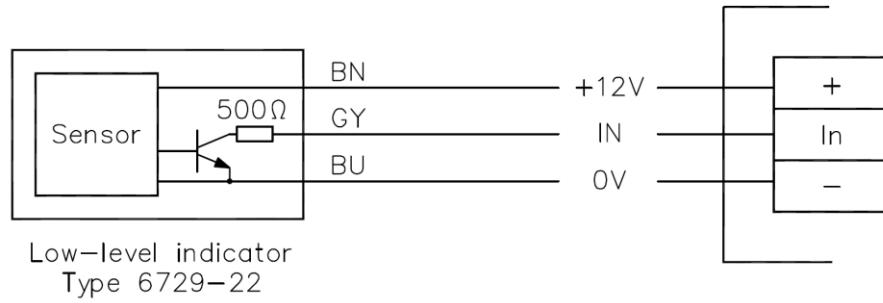 BN
+12V
+
500Ω
GY
IN
In
Sensor
BU
0V
−
Low-level indicator
Type 6729-22